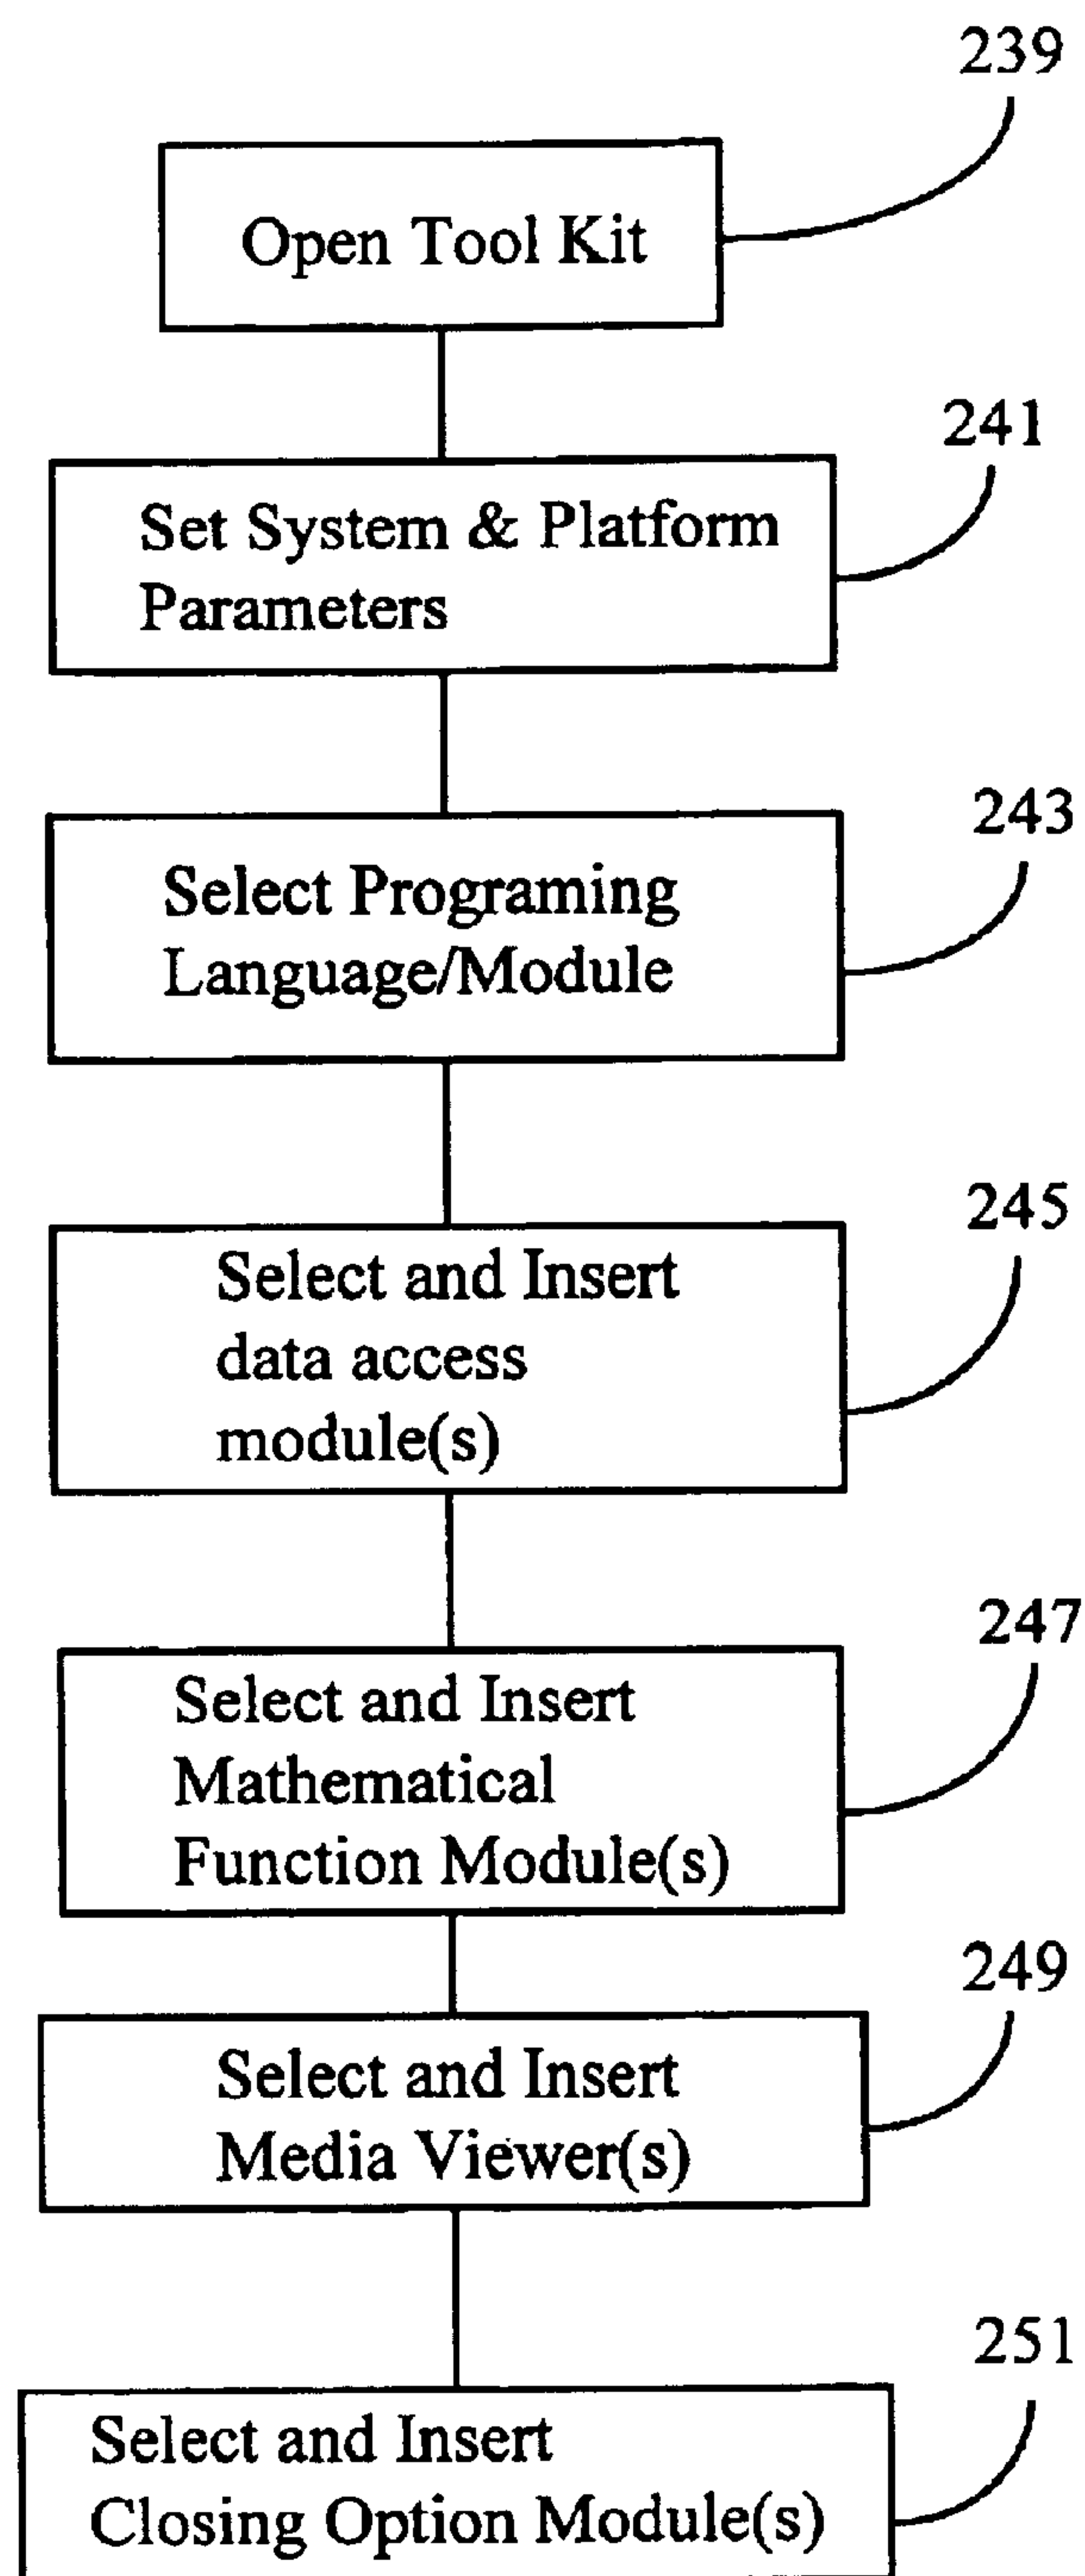 239
Open Tool Kit
241
Set System & Platform
Parameters
243
Select Programing
Language/Module
245
Select and Insert
data access
module(s)
247
Select and Insert
Mathematical
Function Module(s)
249
Select and Insert
Media Viewer(s)
251
Select and Insert
Closing Option Module(s)